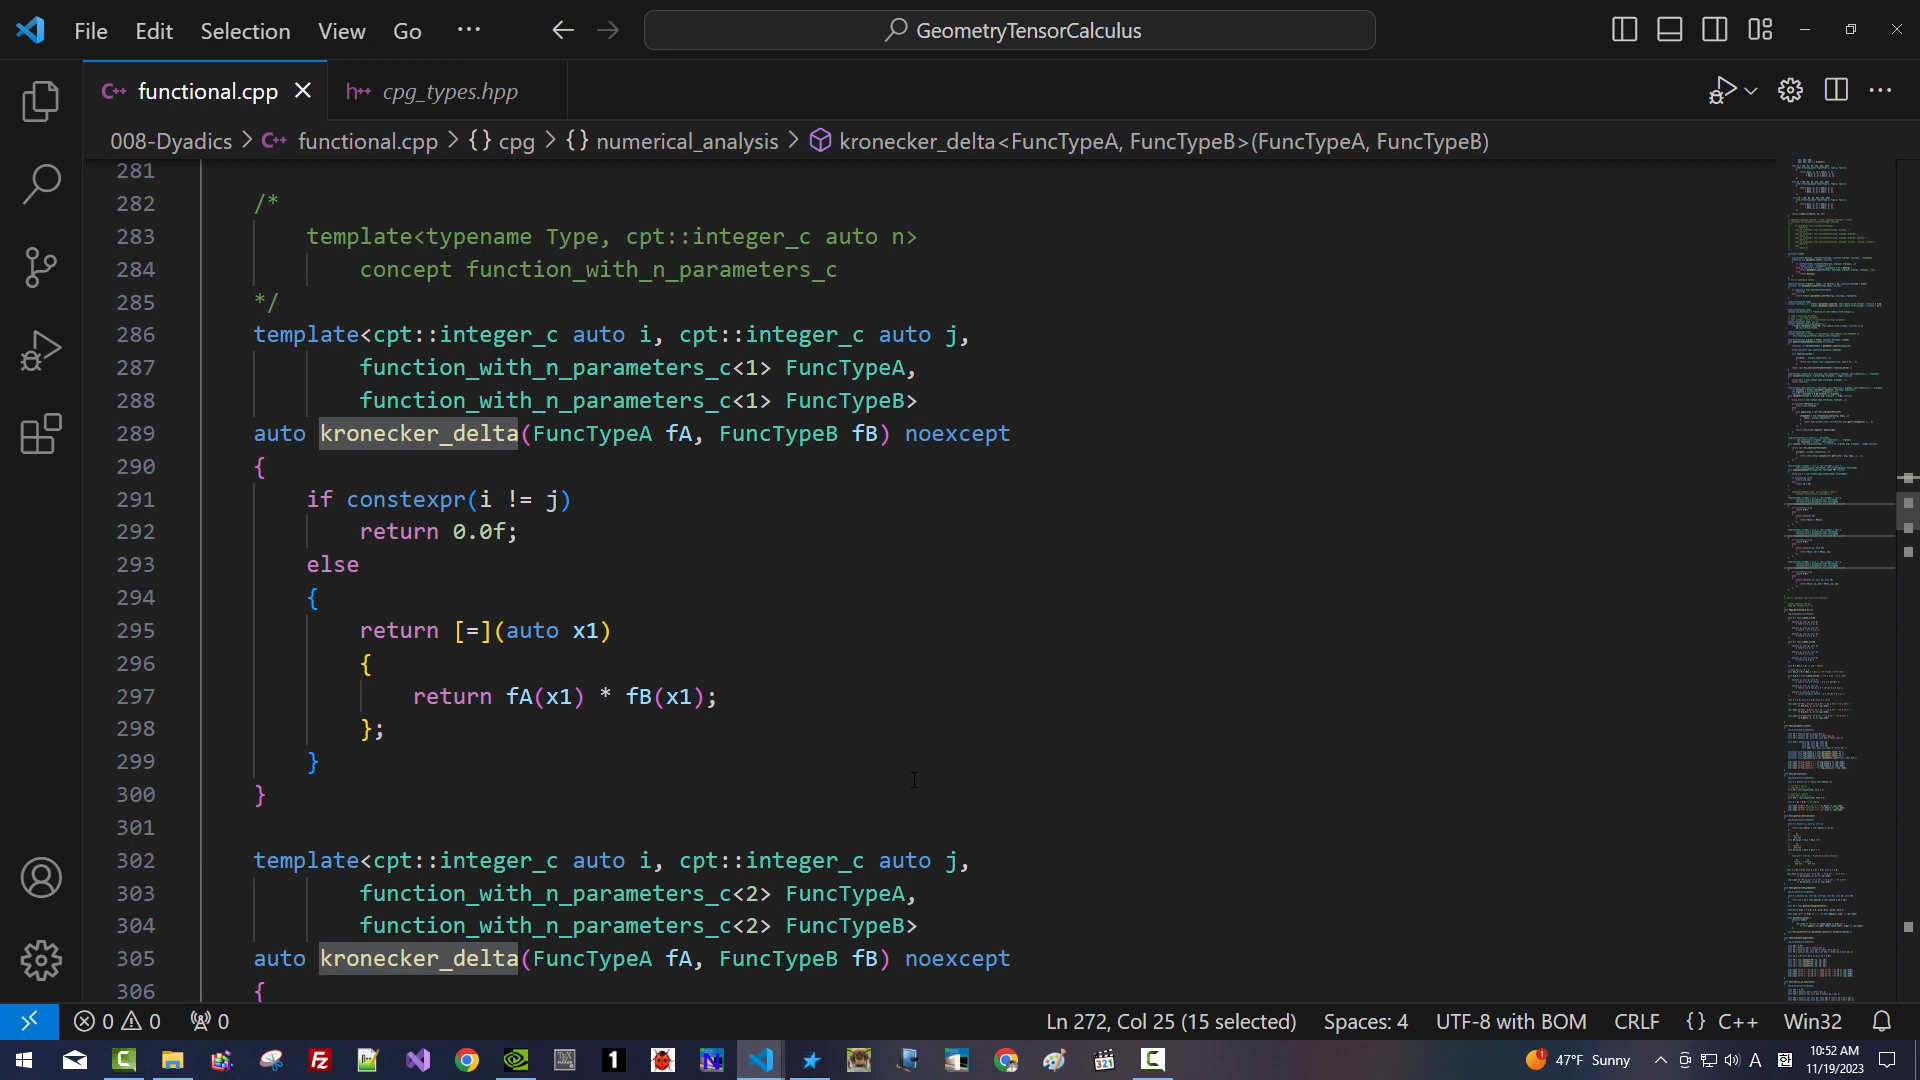 File Edit Selection View Go ··· GeometryTensorCalculus
C++ functional.cpp h++ cpg_types.hpp
008-Dyadics > C++ functional.cpp > {} cpg > {} numerical_analysis > kronecker_delta<FuncTypeA, FuncTypeB>(FuncTypeA, FuncTypeB)
281
282 /*
283 template<typename Type, cpt::integer_c auto n>
284 concept function_with_n_parameters_c
285 */
286 template<cpt::integer_c auto i, cpt::integer_c auto j,
287 function_with_n_parameters_c<1> FuncTypeA,
288 function_with_n_parameters_c<1> FuncTypeB>
289 auto kronecker_delta(FuncTypeA fA, FuncTypeB fB) noexcept
290 {
291 if constexpr(i != j)
292 return 0.0f;
293 else
294 {
295 return [=](auto x1)
296 {
297 return fA(x1) * fB(x1);
298 };
299 }
300 }
301
302 template<cpt::integer_c auto i, cpt::integer_c auto j,
303 function_with_n_parameters_c<2> FuncTypeA,
304 function_with_n_parameters_c<2> FuncTypeB>
305 auto kronecker_delta(FuncTypeA fA, FuncTypeB fB) noexcept
306 {
0 0 0 Ln 272, Col 25 (15 selected) Spaces: 4 UTF-8 with BOM CRLF {} C++ Win32
47°F Sunny A 10:52 AM
11/19/2023